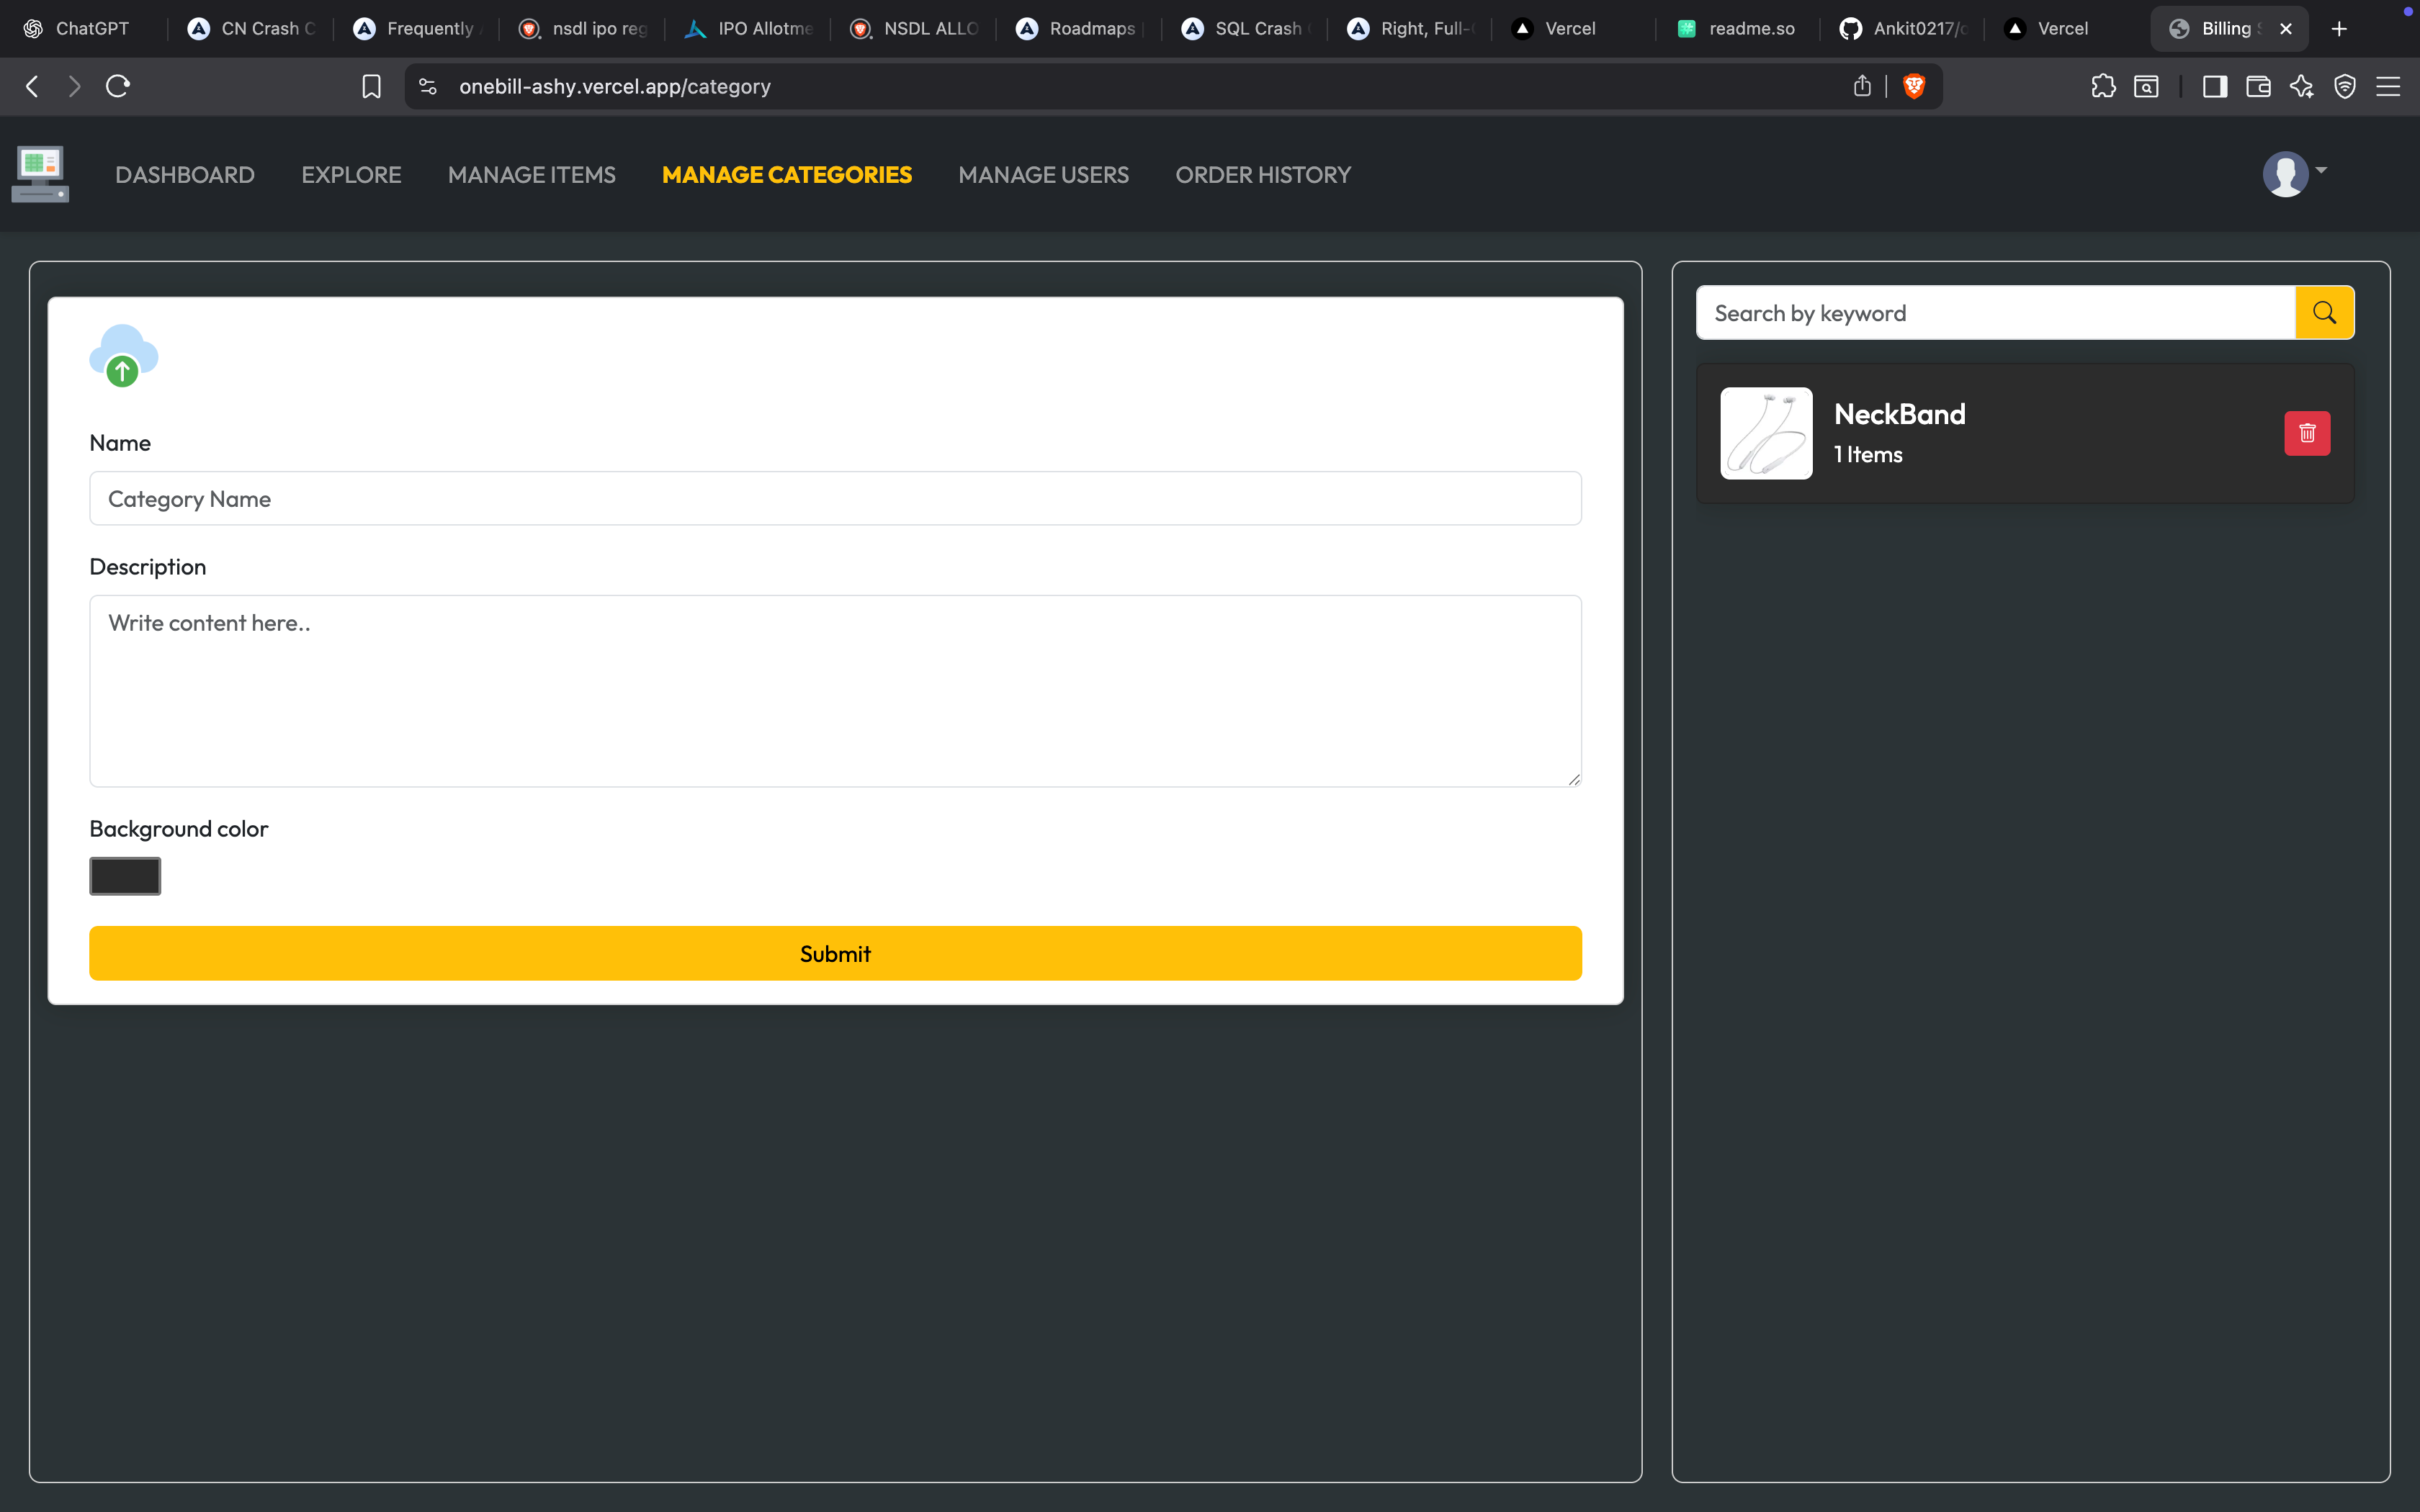 ChatGPT
CN Crash C
Frequently
nsdl ipo reg
IPO Allotme
NSDL ALLO
Roadmaps
SQL Crash
Right, Full-
Vercel
readme.so
Ankit0217/o
Vercel
Billing S
onebill-ashy.vercel.app/category
DASHBOARD
EXPLORE
MANAGE ITEMS
MANAGE CATEGORIES
MANAGE USERS
ORDER HISTORY
Name
Category Name
Description
Write content here..
Background color
Submit
Search by keyword
NeckBand
1 Items